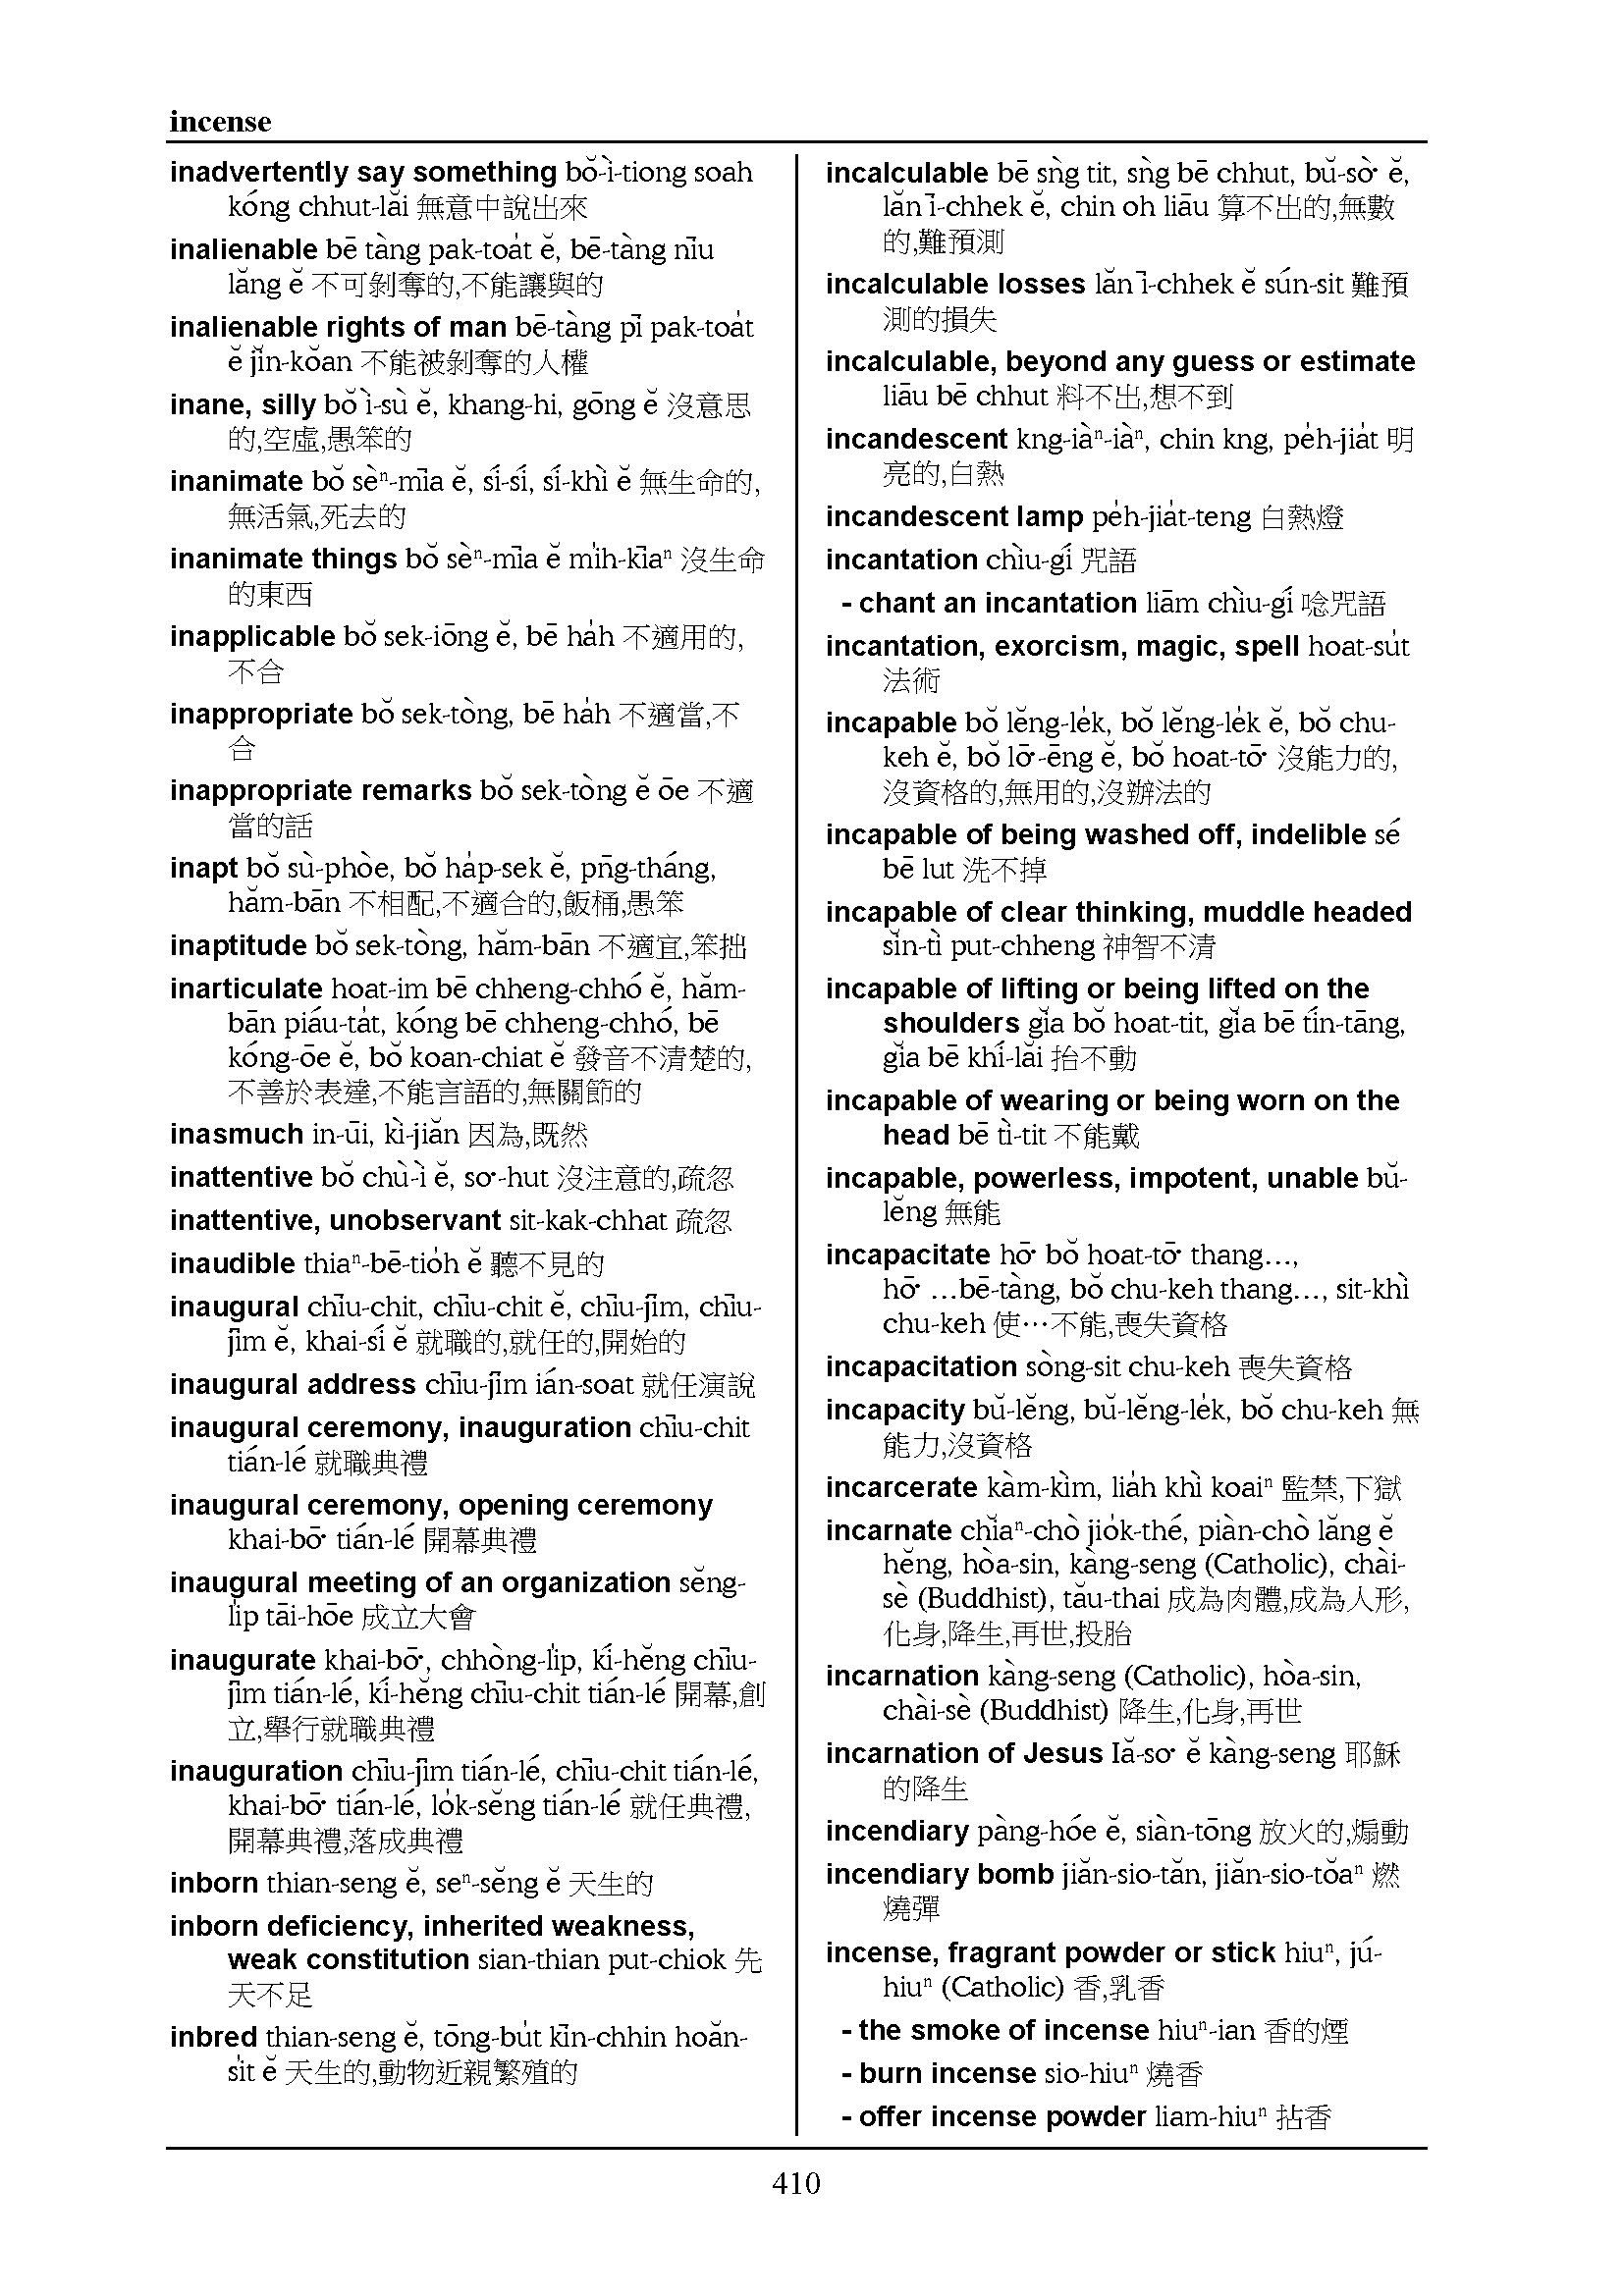 incense
inadvertently say something bŏ-ì-tiong soah
kóng chhut-lăi 無意中說出來
inalienable bē tàng pak-toa̍t ĕ, bē-tàng nīu
lăng ĕ 不可剝奪的,不能讓與的
inalienable rights of man bē-tàng pī pak-toa̍t
ĕ jĭn-kŏan 不能被剝奪的人權
inane, silly bŏ ì-sù ĕ, khang-hi, gōng ĕ 沒意思
的,空虛,愚笨的
inanimate bŏ sèⁿ-mīa ĕ, sí-sí, sí-khì ĕ 無生命的,
無活氣,死去的
inanimate things bŏ sèⁿ-mīa ĕ mi̍h-kīaⁿ 沒生命
的東西
inapplicable bŏ sek-iōng ĕ, bē ha̍h 不適用的,
不合
inappropriate bŏ sek-tòng, bē ha̍h 不適當,不
合
inappropriate remarks bŏ sek-tòng ĕ ōe 不適
當的話
inapt bŏ sù-phòe, bŏ ha̍p-sek ĕ, pn̄g-tháng,
hăm-bān 不相配,不適合的,飯桶,愚笨
inaptitude bŏ sek-tòng, hăm-bān 不適宜,笨拙
inarticulate hoat-im bē chheng-chhó ĕ, hăm-
bān piáu-ta̍t, kóng bē chheng-chhó, bē
kóng-ōe ĕ, bŏ koan-chiat ĕ 發音不清楚的,
不善於表達,不能言語的,無關節的
inasmuch in-ūi, kì-jiăn 因為,既然
inattentive bŏ chù-ì ĕ, so͘-hut 沒注意的,疏忽
inattentive, unobservant sit-kak-chhat 疏忽
inaudible thiaⁿ-bē-tio̍h ĕ 聽不見的
inaugural chīu-chit, chīu-chit ĕ, chīu-jīm, chīu-
jīm ĕ, khai-sí ĕ 就職的,就任的,開始的
inaugural address chīu-jīm ián-soat 就任演說
inaugural ceremony, inauguration chīu-chit
tián-lé 就職典禮
inaugural ceremony, opening ceremony
khai-bō͘ tián-lé 開幕典禮
inaugural meeting of an organization sĕng-
li̍p tāi-hōe 成立大會
inaugurate khai-bō͘, chhòng-li̍p, kí-hĕng chīu-
jīm tián-lé, kí-hĕng chīu-chit tián-lé 開幕,創
立,舉行就職典禮
inauguration chīu-jīm tián-lé, chīu-chit tián-lé,
khai-bō͘ tián-lé, lo̍k-sĕng tián-lé 就任典禮,
開幕典禮,落成典禮
inborn thian-seng ĕ, seⁿ-sĕng ĕ 天生的
inborn deficiency, inherited weakness,
weak constitution sian-thian put-chiok 先
天不足
inbred thian-seng ĕ, tōng-bu̍t kīn-chhin hoăn-
si̍t ĕ 天生的,動物近親繁殖的
incalculable bē sǹg tit, sǹg bē chhut, bŭ-sò͘ ĕ,
lăn ī-chhek ĕ, chin oh liāu 算不出的,無數
的,難預測
incalculable losses lăn ī-chhek ĕ sún-sit 難預
測的損失
incalculable, beyond any guess or estimate
liāu bē chhut 料不出,想不到
incandescent kng-iàⁿ-iàⁿ, chin kng, pe̍h-jia̍t 明
亮的,白熱
incandescent lamp pe̍h-jia̍t-teng 白熱燈
incantation chìu-gí 咒語
- chant an incantation liām chìu-gí 唸咒語
incantation, exorcism, magic, spell hoat-su̍t
法術
incapable bŏ lĕng-le̍k, bŏ lĕng-le̍k ĕ, bŏ chu-
keh ĕ, bŏ lō͘-ēng ĕ, bŏ hoat-tō͘ 沒能力的,
沒資格的,無用的,沒辦法的
incapable of being washed off, indelible sé
bē lut 洗不掉
incapable of clear thinking, muddle headed
sĭn-tì put-chheng 神智不清
incapable of lifting or being lifted on the
shoulders gĭa bŏ hoat-tit, gĭa bē tín-tāng,
gĭa bē khí-lăi 抬不動
incapable of wearing or being worn on the
head bē tì-tit 不能戴
incapable, powerless, impotent, unable bŭ-
lĕng 無能
incapacitate hō͘ bŏ hoat-tō͘ thang…,
hō͘ …bē-tàng, bŏ chu-keh thang…, sit-khì
chu-keh 使⋯不能,喪失資格
incapacitation sòng-sit chu-keh 喪失資格
incapacity bŭ-lĕng, bŭ-lĕng-le̍k, bŏ chu-keh 無
能力,沒資格
incarcerate kàm-kìm, lia̍h khì koaiⁿ 監禁,下獄
incarnate chĭaⁿ-chò jio̍k-thé, piàn-chò lăng ĕ
hĕng, hòa-sin, kàng-seng (Catholic), chài-
sè (Buddhist), tău-thai 成為肉體,成為人形,
化身,降生,再世,投胎
incarnation kàng-seng (Catholic), hòa-sin,
chài-sè (Buddhist) 降生,化身,再世
incarnation of Jesus Iă-so͘ ĕ kàng-seng 耶穌
的降生
incendiary pàng-hóe ĕ, siàn-tōng 放火的,煽動
incendiary bomb jiăn-sio-tăn, jiăn-sio-tŏaⁿ 燃
燒彈
incense, fragrant powder or stick hiuⁿ, jú-
hiuⁿ (Catholic) 香,乳香
- the smoke of incense hiuⁿ-ian 香的煙
- burn incense sio-hiuⁿ 燒香
- offer incense powder liam-hiuⁿ 拈香
410